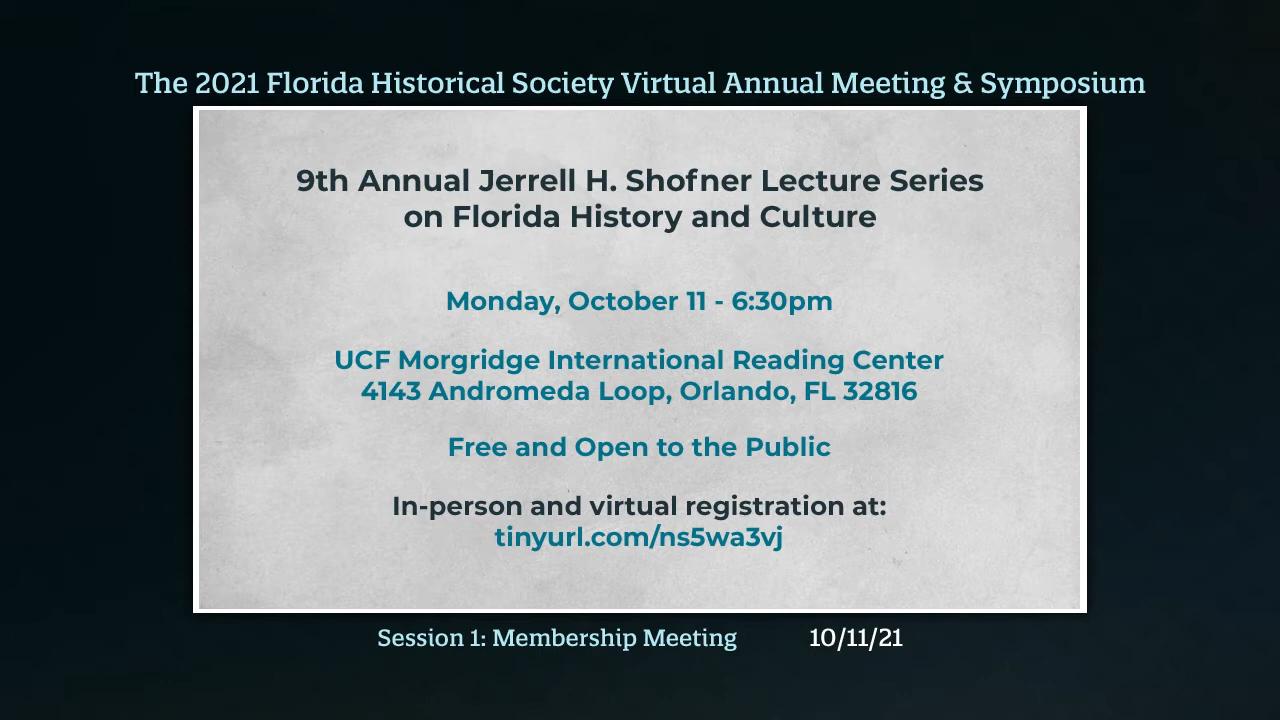 The 2021 Florida Historical Society Virtual Annual Meeting & Symposium
9th Annual Jerrell H. Shofner Lecture Series
on Florida History and Culture
Monday, October 11 - 6:30pm
UCF Morgridge International Reading Center
4143 Andromeda Loop, Orlando, FL 32816
Free and Open to the Public
In-person and virtual registration at:
tinyurl.com/ns5wa3vj
Session 1: Membership Meeting 10/11/21